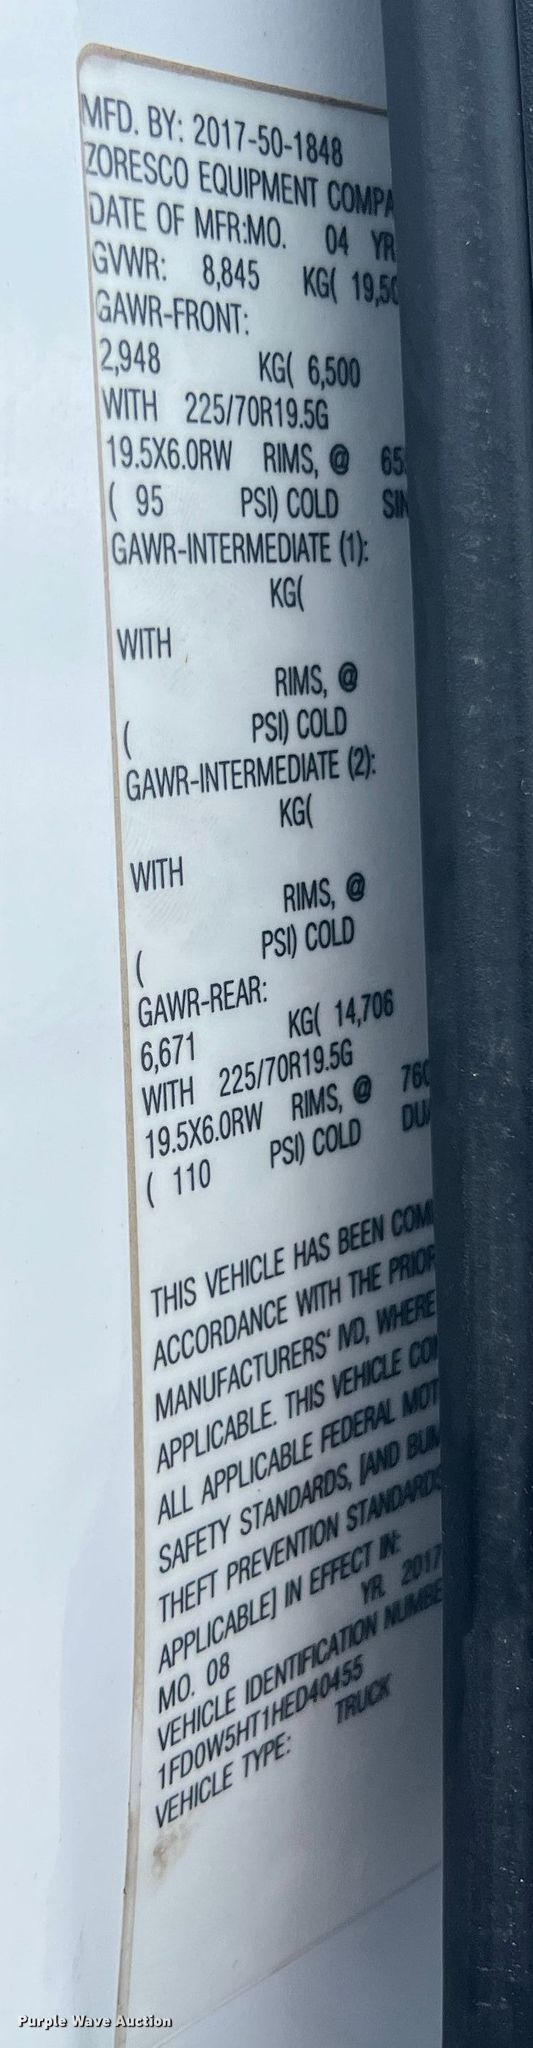 MFD. BY: 2017-50-1848
ZORESCO EQUIPMENT COMPA
DATE OF MFR:MO. 04 YR
GVWR: 8,845 KG( 19,50
GAWR-FRONT:
2,948 KG( 6,500
WITH 225/70R19.5G
19.5X6.0RW RIMS, @ 65
( 95 PSI) COLD SIN
GAWR-INTERMEDIATE (1):
KG(
WITH
RIMS, @
( PSI) COLD
GAWR-INTERMEDIATE (2):
KG(
WITH
RIMS, @
( PSI) COLD
GAWR-REAR:
6,671 KG( 14,706
WITH 225/70R19.5G
19.5X6.0RW RIMS, @ 760
( 110 PSI) COLD DUA
THIS VEHICLE HAS BEEN COM
ACCORDANCE WITH THE PRIOR
MANUFACTURERS' IVD, WHERE
APPLICABLE. THIS VEHICLE CO
ALL APPLICABLE FEDERAL MOT
SAFETY STANDARDS, [AND BUM
THEFT PREVENTION STANDARDS
APPLICABLE] IN EFFECT IN:
MO. 08 YR. 2017
VEHICLE IDENTIFICATION NUMBE
1FD0W5HT1HED40455
VEHICLE TYPE: TRUCK
Purple Wave Auction